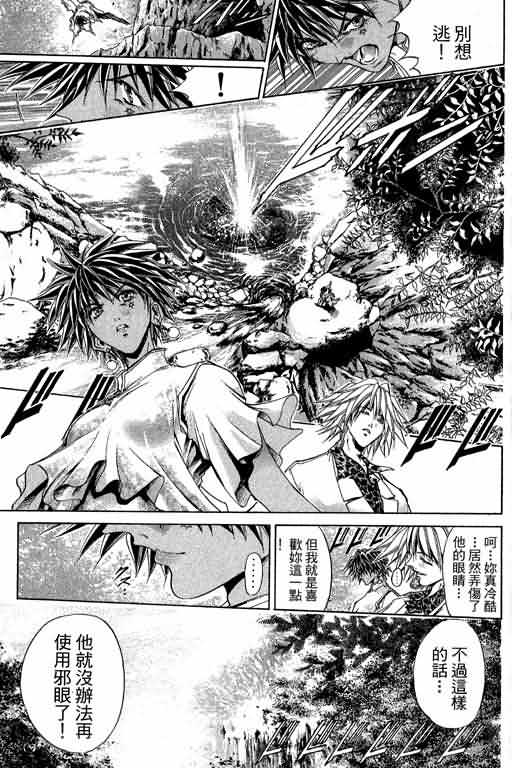 別想
逃！
！
呵…妳真冷酷
…居然弄傷了
他的眼睛…
但我就是喜
歡妳這一點
！
……
不過這樣
的話…
他就沒辦法再
使用邪眼了！